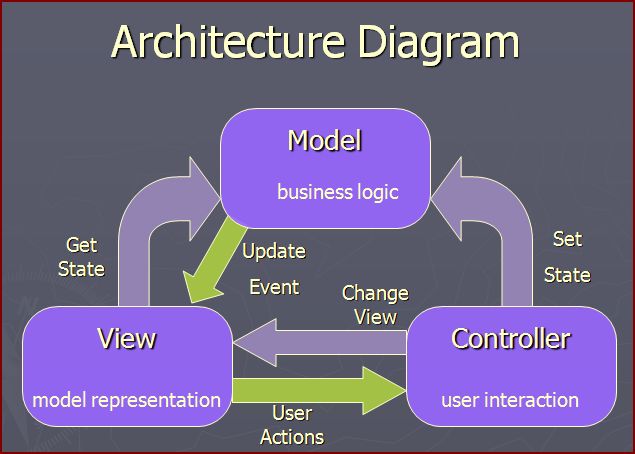 Architecture Diagram
Model
business logic
Get
State
Update
Event
Set
State
Change
View
View
model representation
Controller
user interaction
User
Actions